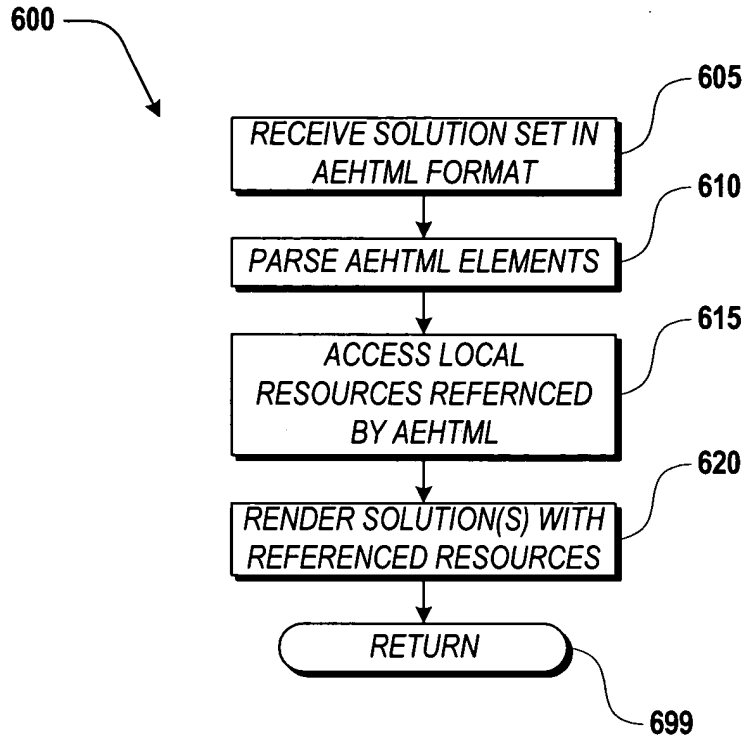 600
605
RECEIVE SOLUTION SET IN
AEHTML FORMAT
610
PARSE AEHTML ELEMENTS
615
ACCESS LOCAL
RESOURCES REFERNCED
BY AEHTML
620
RENDER SOLUTION(S) WITH
REFERENCED RESOURCES
RETURN
699